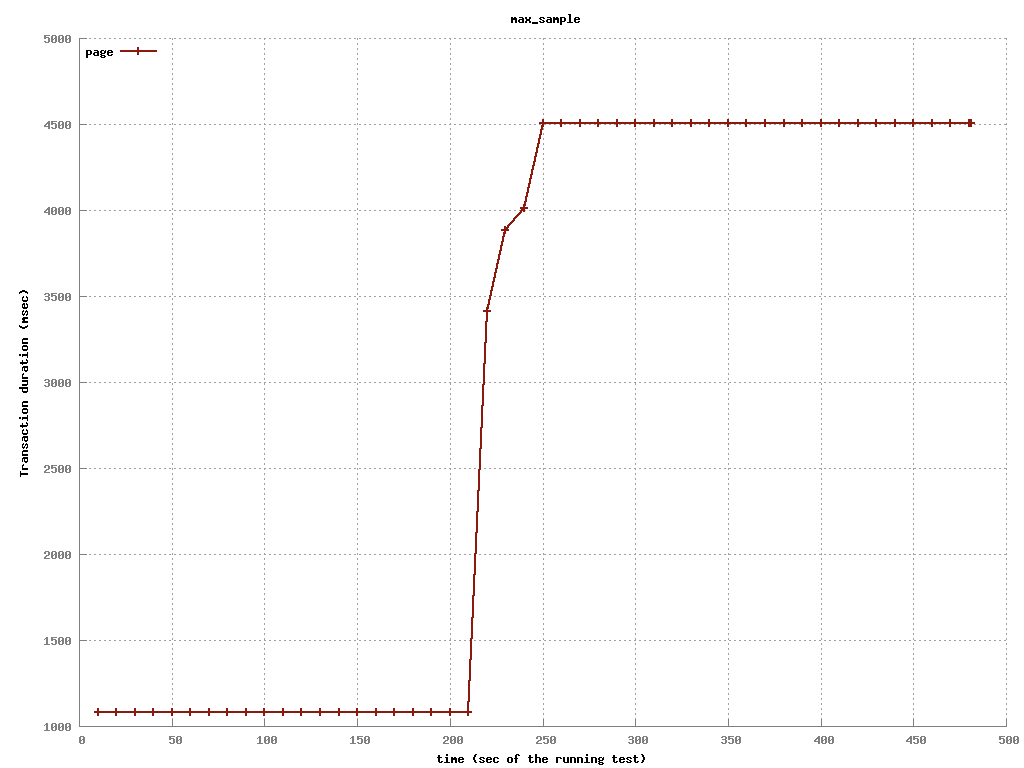 max_sample
page
5000
4500
4000
3500
3000
2500
2000
1500
1000
Transaction duration (msec)
0 50 100 150 200 250 300 350 400 450 500
time (sec of the running test)